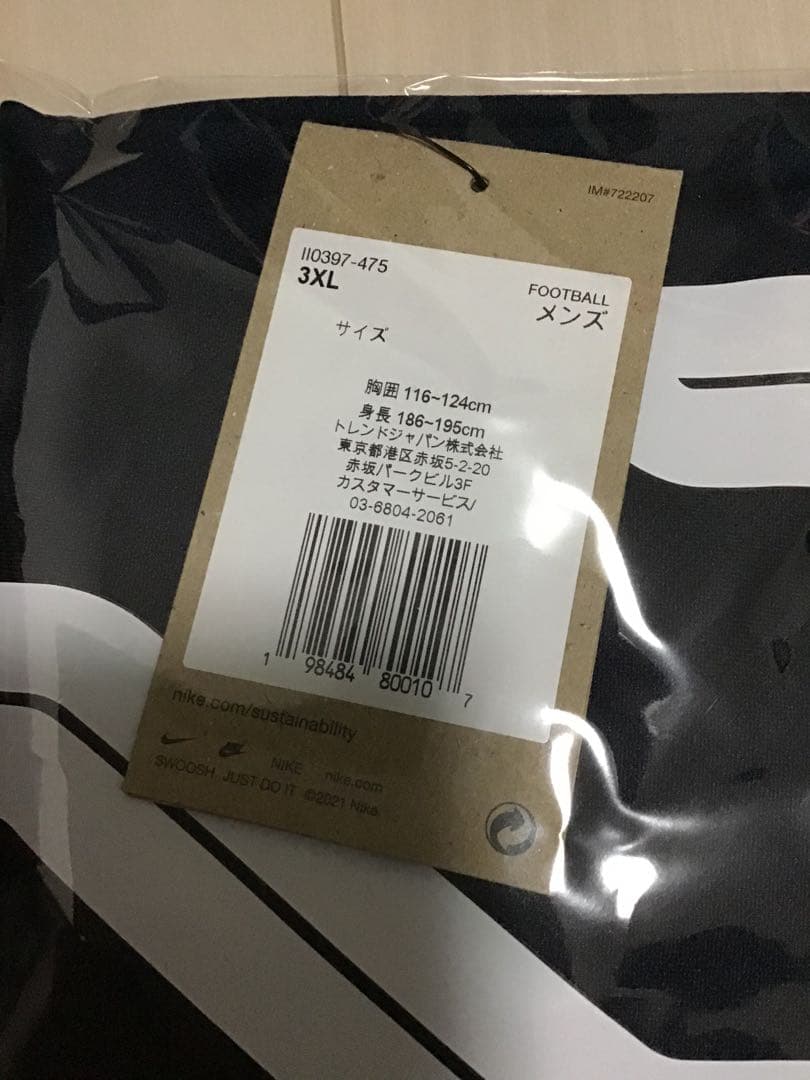 IM#722207
II0397-475
3XL
FOOTBALL
メンズ
サイズ
胸囲 116~124cm
身長 186~195cm
トレンドジャパン株式会社
東京都港区赤坂5-2-20
赤坂パークビル3F
カスタマーサービス/
03-6804-2061
1 98484 80010 7
nike.com/sustainability
NIKE nike.com
SWOOSH JUST DO IT ©2021 Nike